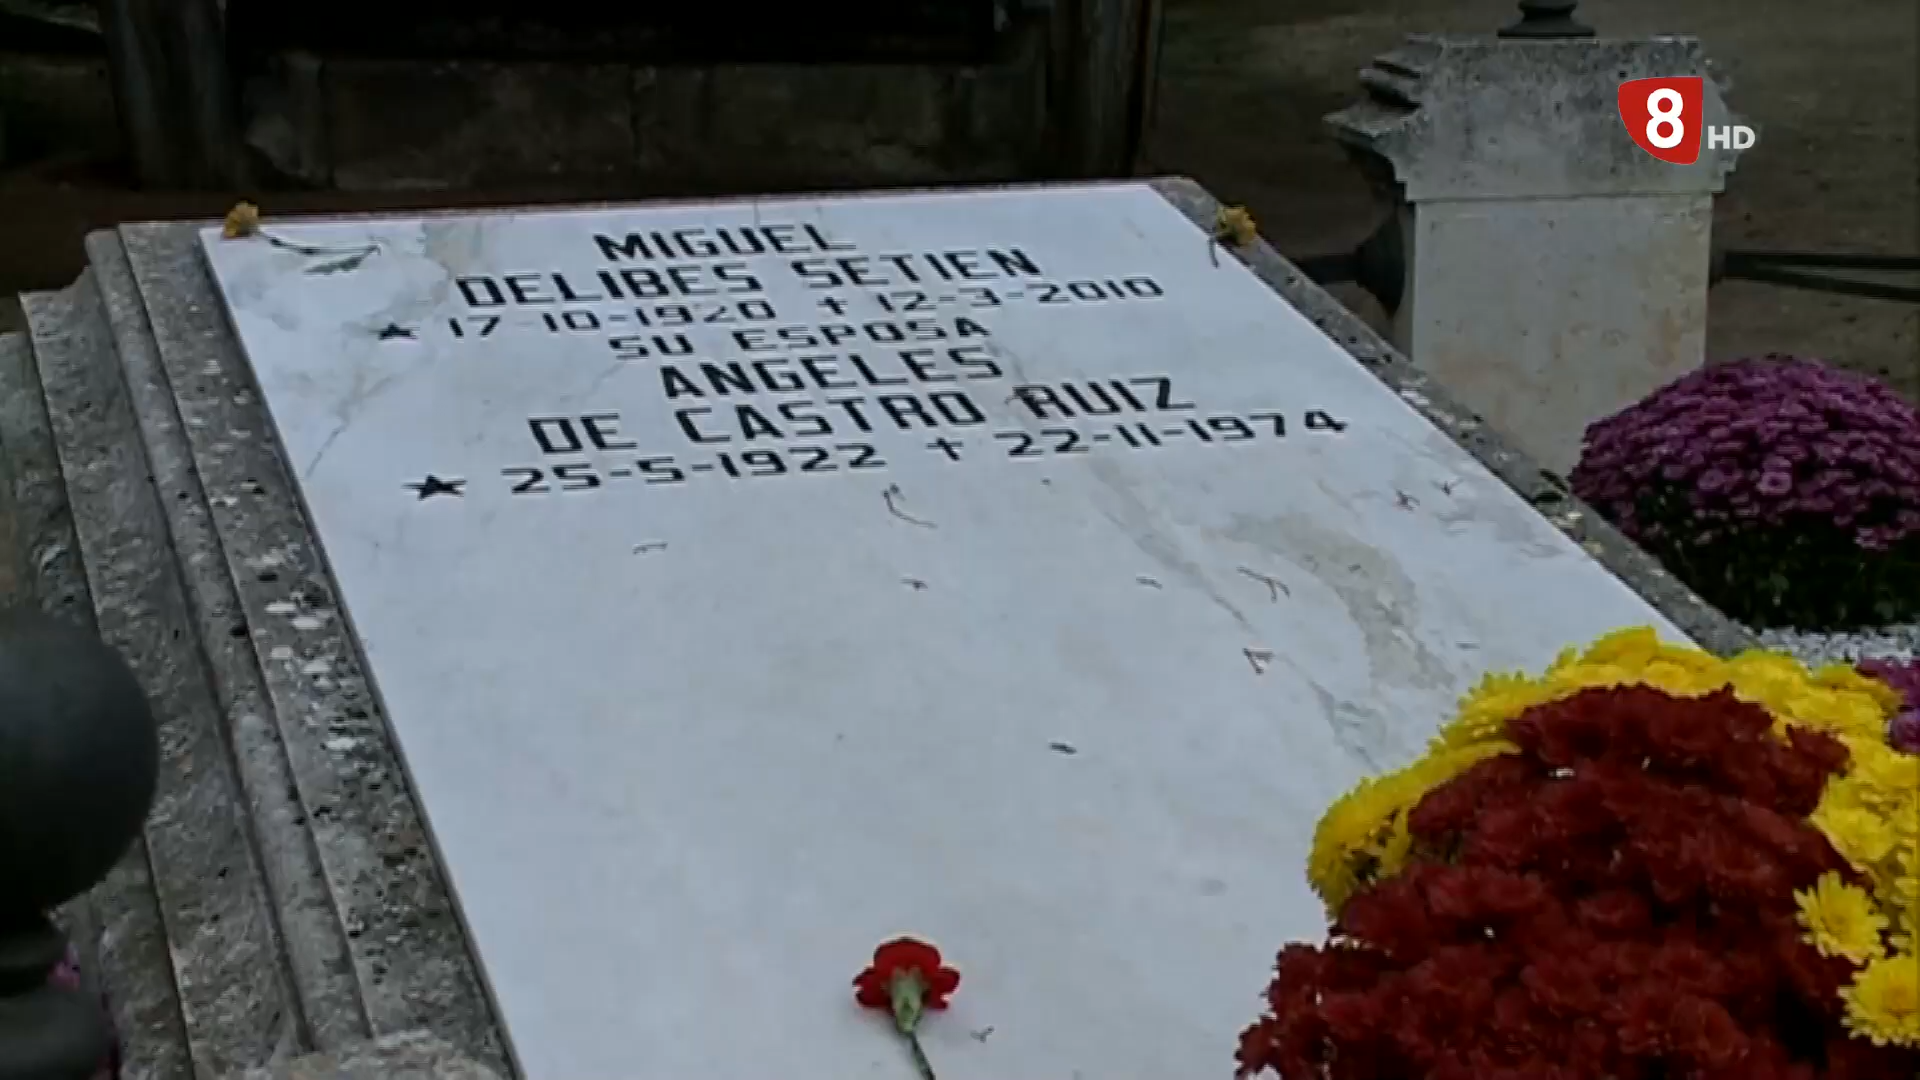 8 HD
MIGUEL
DELIBES SETIEN
★ 17-10-1920 ✝ 12-3-2010
SU ESPOSA
ANGELES
DE CASTRO RUIZ
★ 25-5-1922 ✝ 22-11-1974